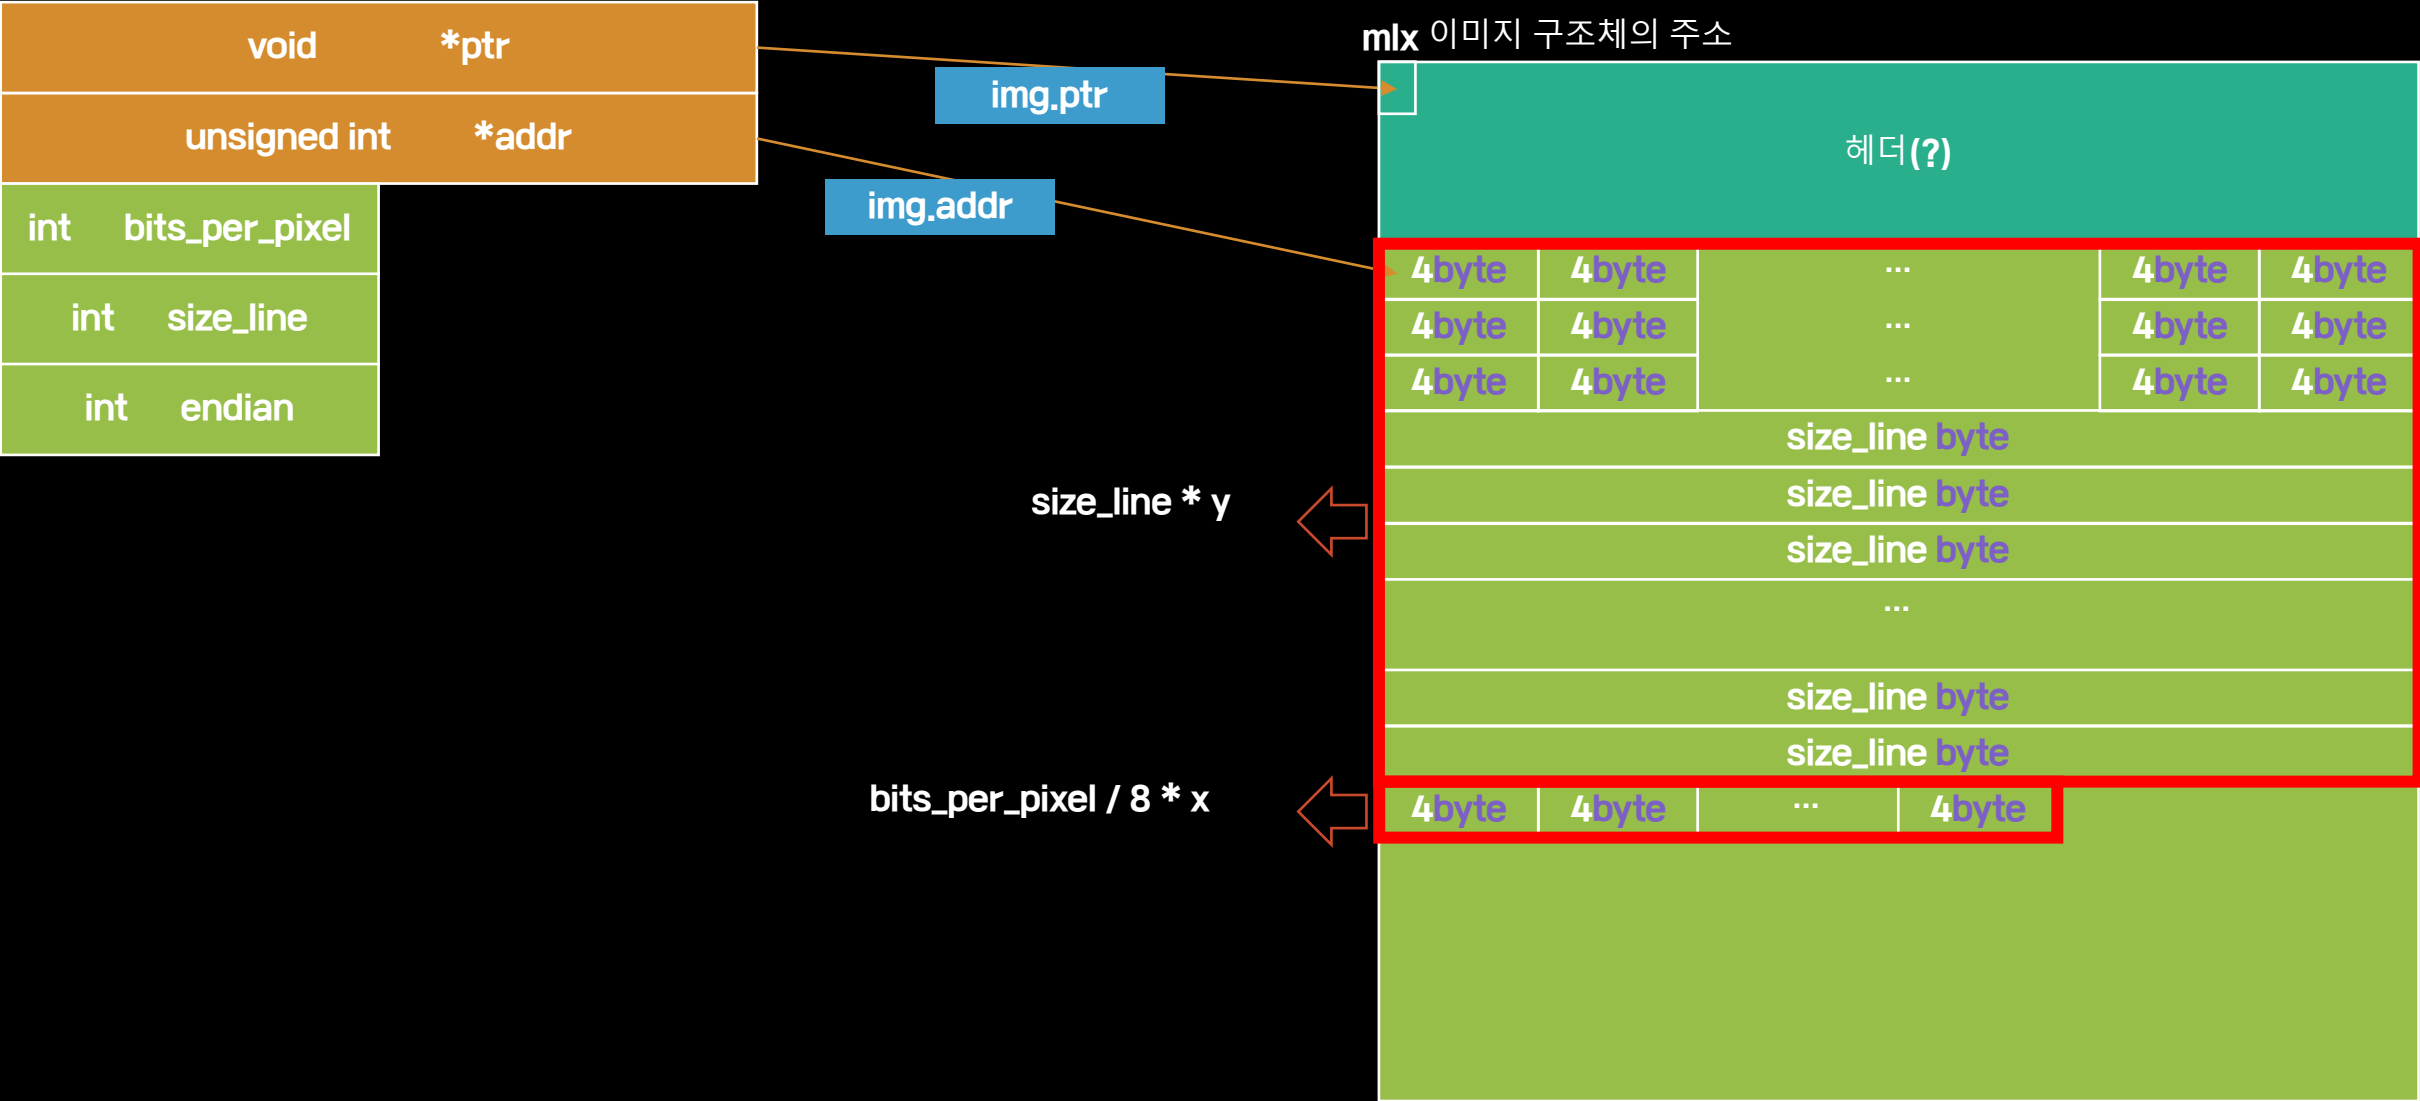 void *ptr
unsigned int *addr
int bits_per_pixel
int size_line
int endian
img.ptr
img.addr
mlx 이미지 구조체의 주소
헤더(?)
4byte 4byte ... 4byte 4byte
4byte 4byte ... 4byte 4byte
4byte 4byte ... 4byte 4byte
size_line byte
size_line byte
size_line byte
...
size_line byte
size_line byte
4byte 4byte ... 4byte
size_line * y
bits_per_pixel / 8 * x